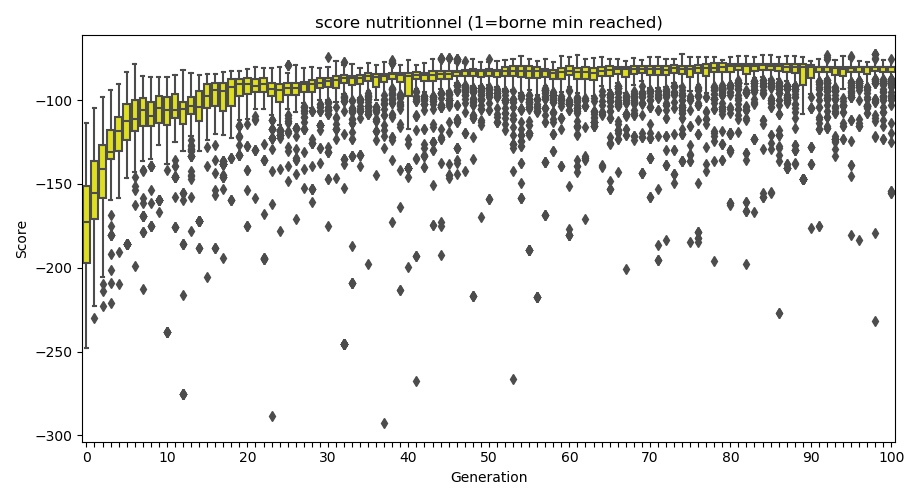 score nutritionnel (1=borne min reached)
Score
−100
−150
−200
−250
−300
0 10 20 30 40 50 60 70 80 90 100
Generation